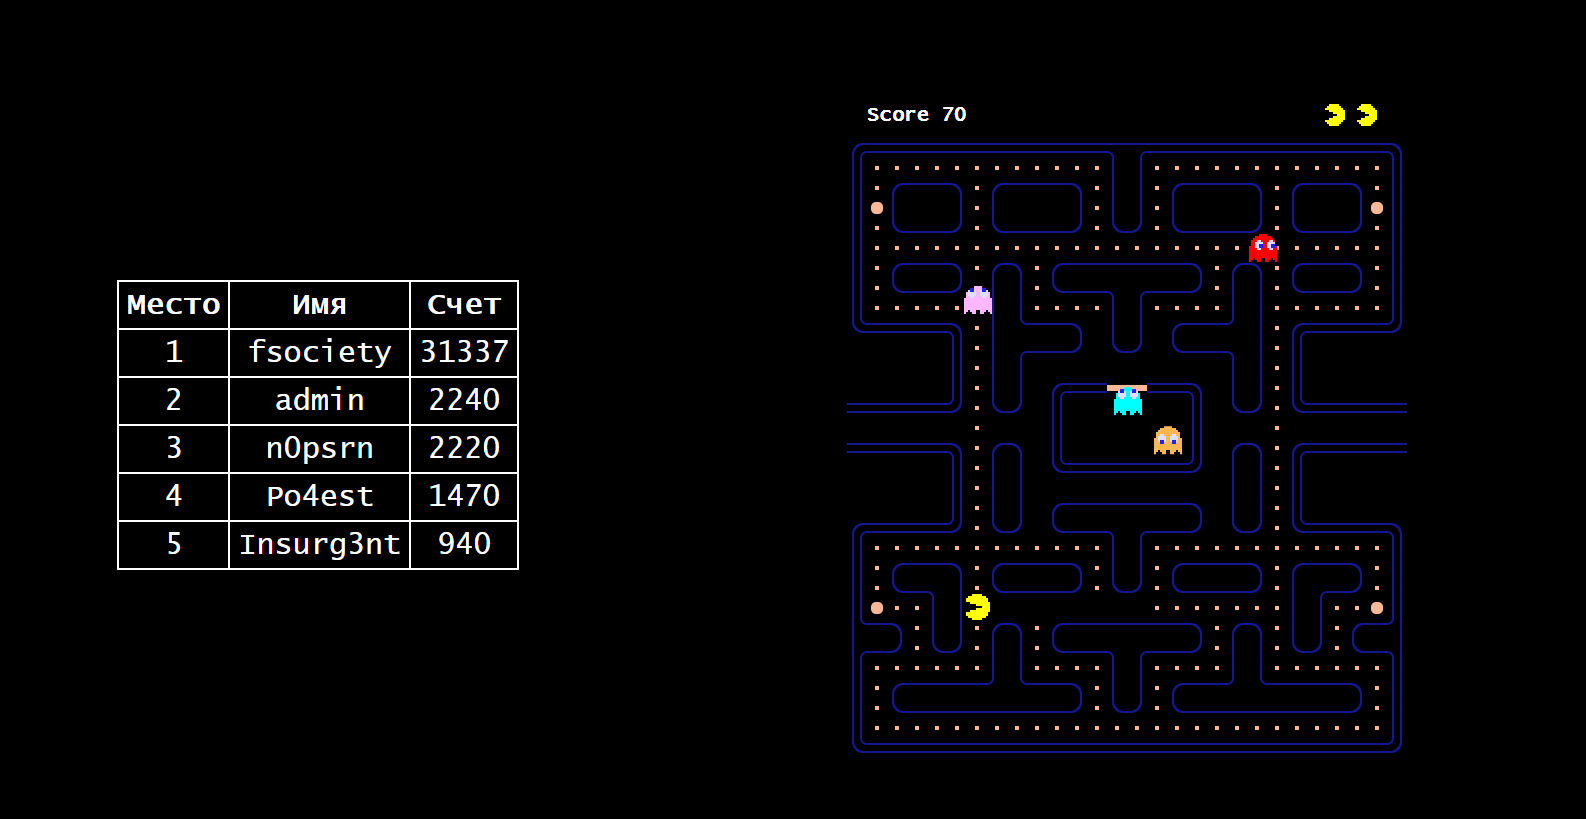 Score 70
Место Имя Счет
1 fsociety 31337
2 admin 2240
3 n0psrn 2220
4 Po4est 1470
5 Insurg3nt 940